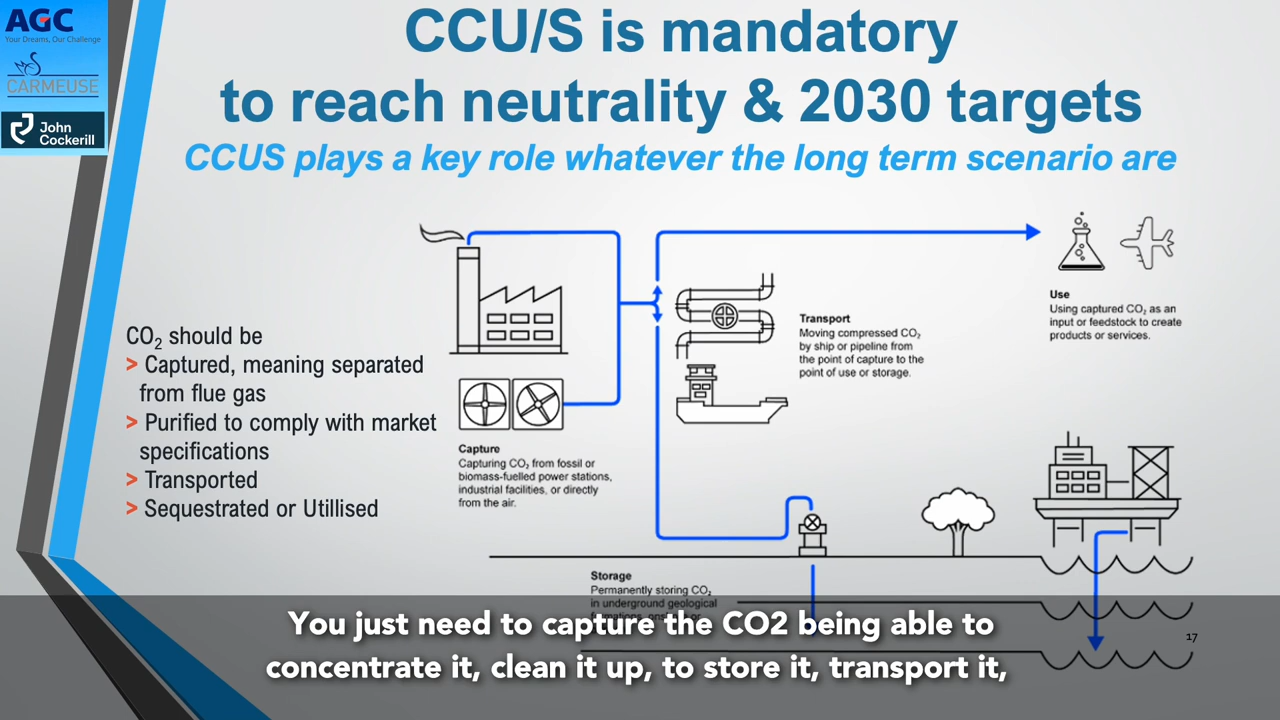 AGC
Your Dreams, Our Challenge
CARMEUSE
John
Cockerill
CCU/S is mandatory
to reach neutrality & 2030 targets
CCUS plays a key role whatever the long term scenario are
CO₂ should be
> Captured, meaning separated
from flue gas
> Purified to comply with market
specifications
> Transported
> Sequestrated or Utillised
Capture
Capturing CO₂ from fossil or
biomass-fuelled power stations,
industrial facilities, or directly
from the air.
Transport
Moving compressed CO₂
by ship or pipeline from
the point of capture to the
point of use or storage.
Use
Using captured CO₂ as an
input or feedstock to create
products or services.
Storage
Permanently storing CO₂
in underground geological
You just need to capture the CO2 being able to
concentrate it, clean it up, to store it, transport it,
17